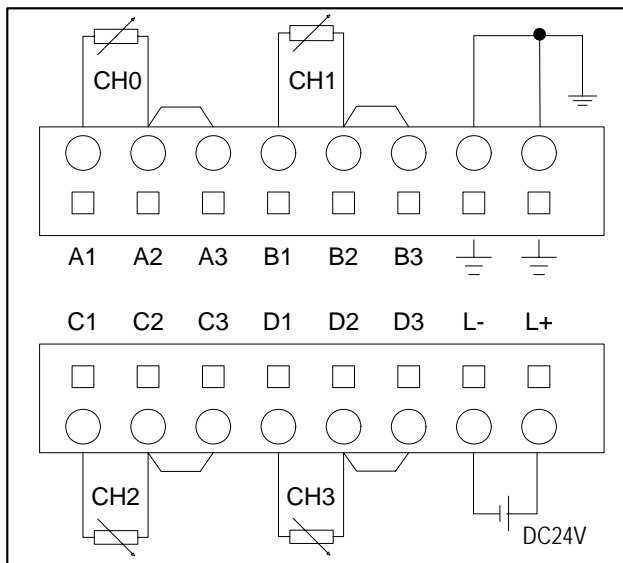 CH0 CH1
A1 A2 A3 B1 B2 B3
C1 C2 C3 D1 D2 D3 L- L+
CH2 CH3
DC24V